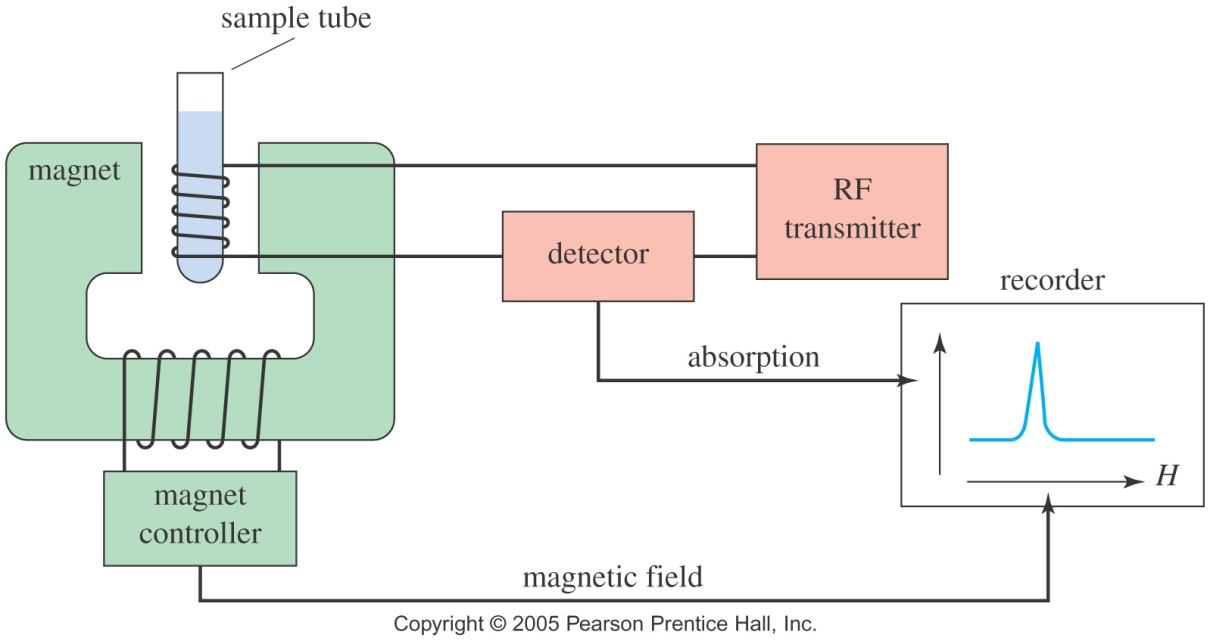 sample tube
magnet
RF
transmitter
detector
recorder
absorption
H
magnet
controller
magnetic field
Copyright © 2005 Pearson Prentice Hall, Inc.